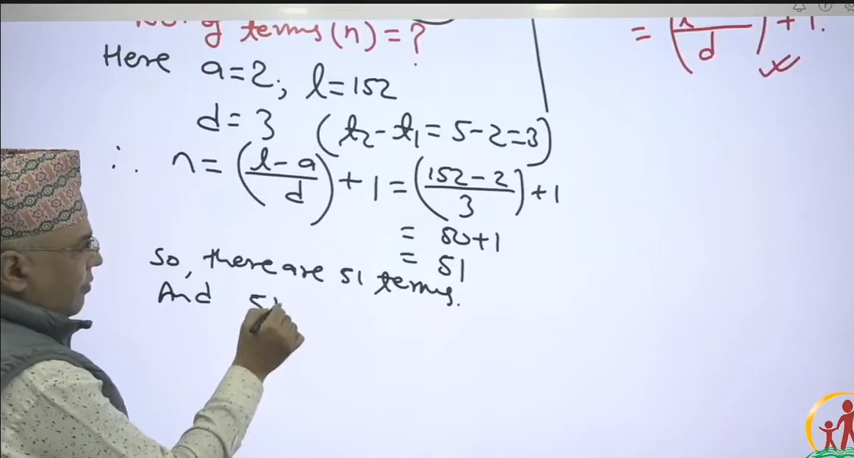 No. of terms (n) = ?
= ( / d ) + 1.
Here a = 2, l = 152
d = 3 (t₂ - t₁ = 5 - 2 = 3)
∴ n = ((l - a)/d) + 1 = ((152 - 2)/3) + 1
= 50 + 1
= 51
So, there are 51 terms.
And 51